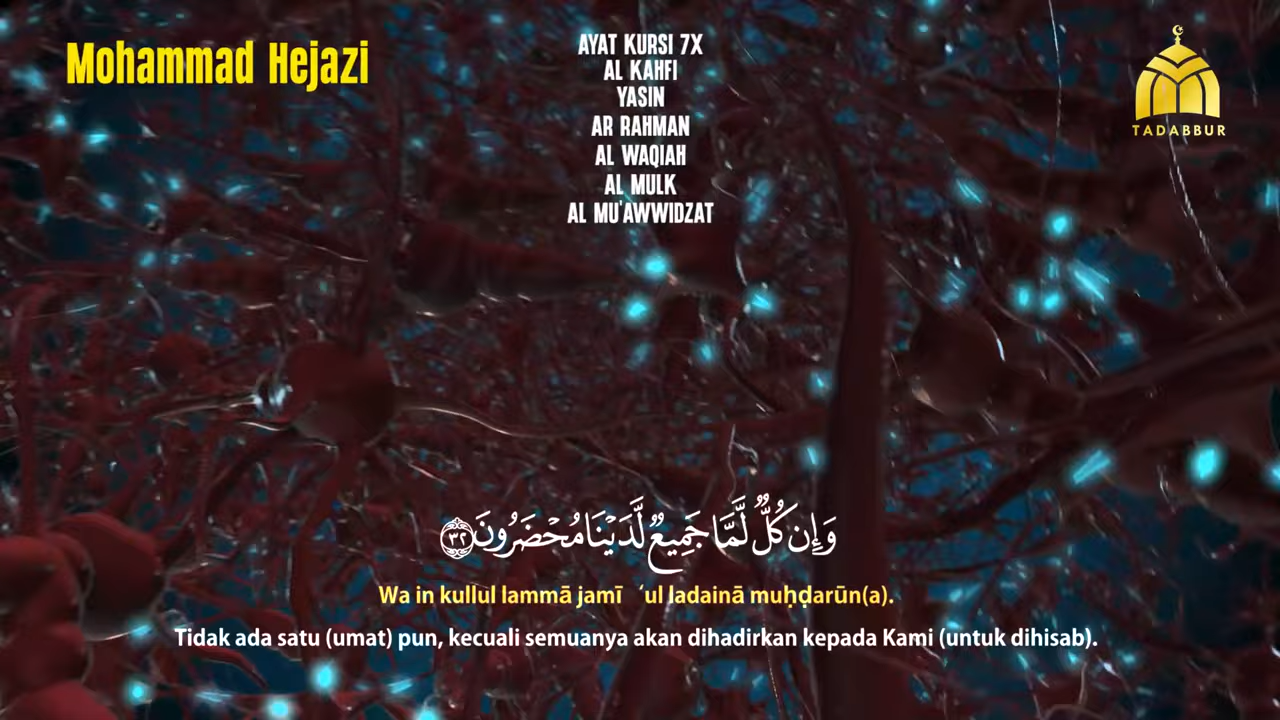 Mohammad Hejazi
AYAT KURSI 7X
AL KAHFI
YASIN
AR RAHMAN
AL WAQIAH
AL MULK
AL MU'AWWIDZAT
TADABBUR
وَإِن كُلٌّ لَّمَّا جَمِيعٌ لَّدَيْنَا مُحْضَرُونَ ٣٢
Wa in kullul lammā jamī ‘ul ladainā muḥḍarūn(a).
Tidak ada satu (umat) pun, kecuali semuanya akan dihadirkan kepada Kami (untuk dihisab).